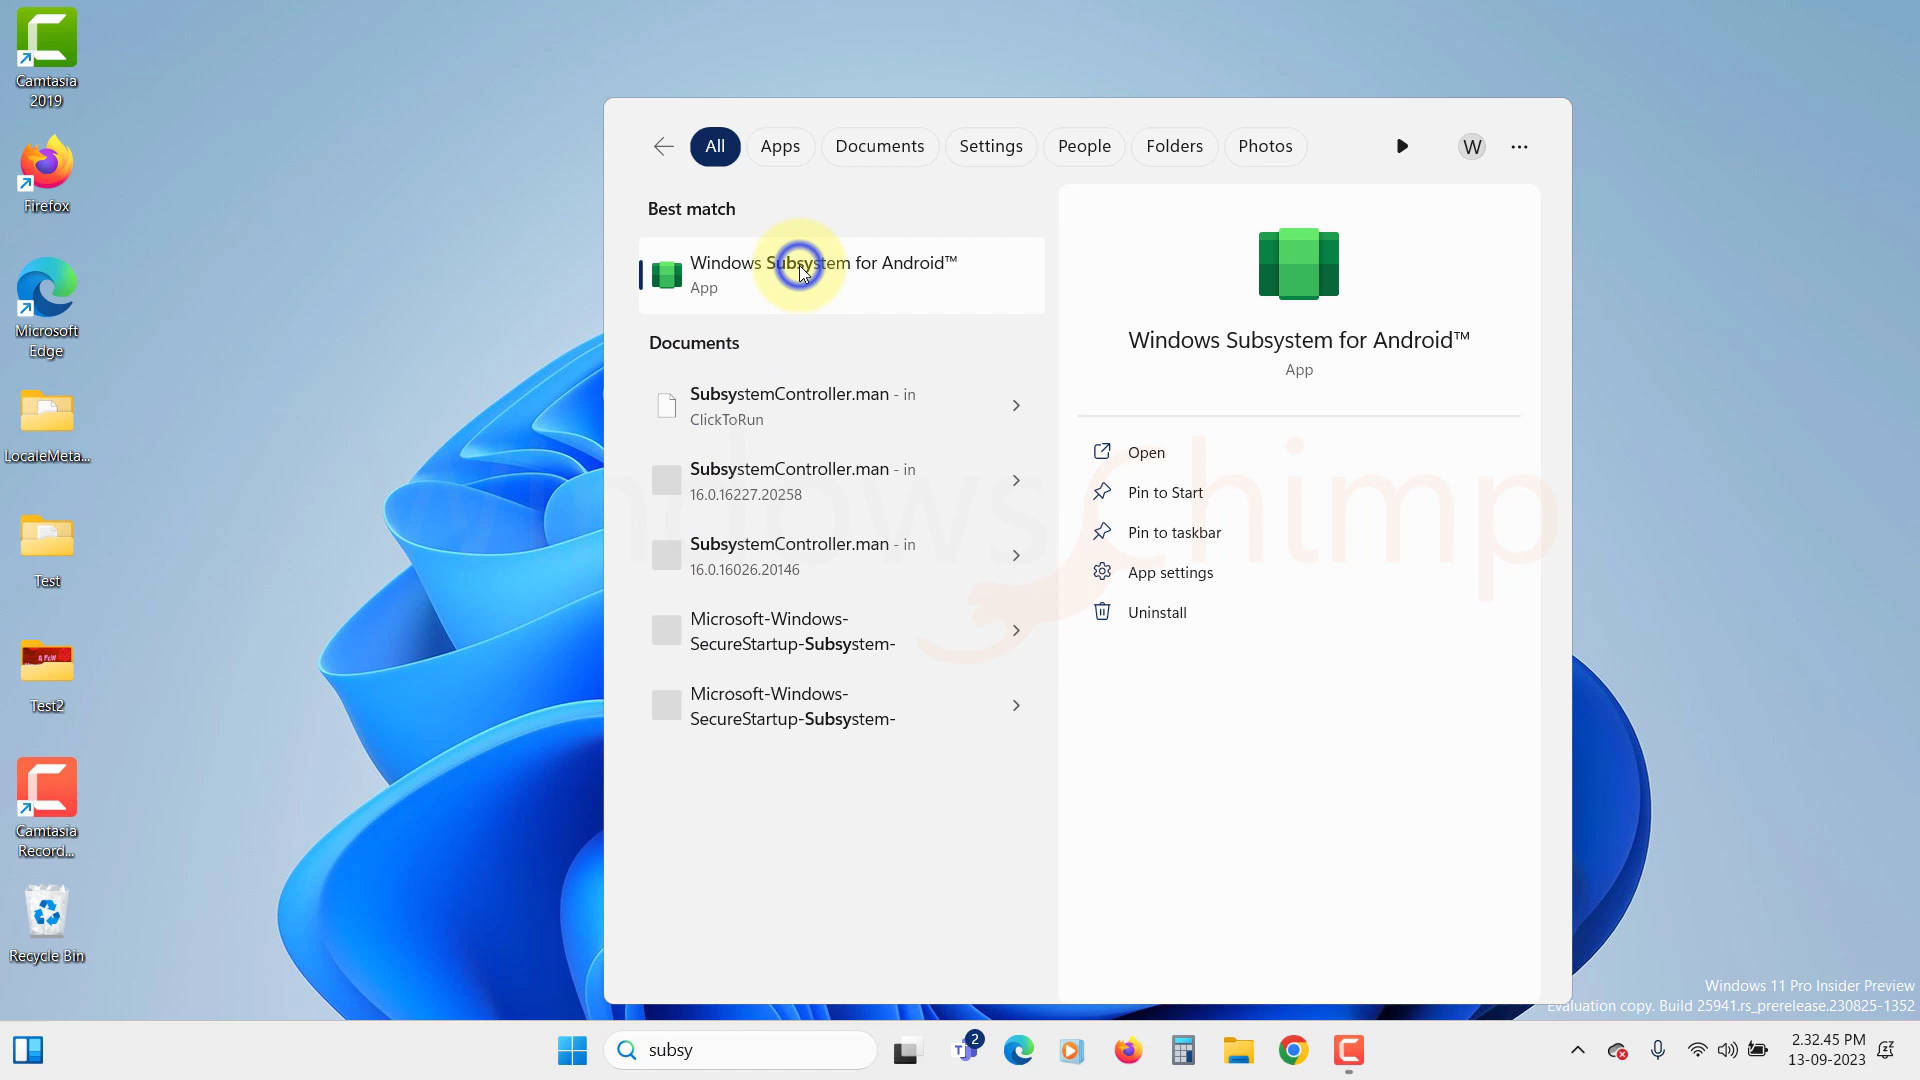 Camtasia
2019
Firefox
Microsoft
Edge
LocaleMeta...
Test
Test2
Camtasia
Record...
Recycle Bin
All
Apps
Documents
Settings
People
Folders
Photos
W
Best match
Windows Subsystem for Android™
App
Documents
SubsystemController.man - in
ClickToRun
SubsystemController.man - in
16.0.16227.20258
SubsystemController.man - in
16.0.16026.20146
Microsoft-Windows-
SecureStartup-Subsystem-
Microsoft-Windows-
SecureStartup-Subsystem-
Windows Subsystem for Android™
App
Open
Pin to Start
Pin to taskbar
App settings
Uninstall
windowsChimp
Windows 11 Pro Insider Preview
Evaluation copy. Build 25941.rs_prerelease.230825-1352
subsy
2
2.32.45 PM
13-09-2023